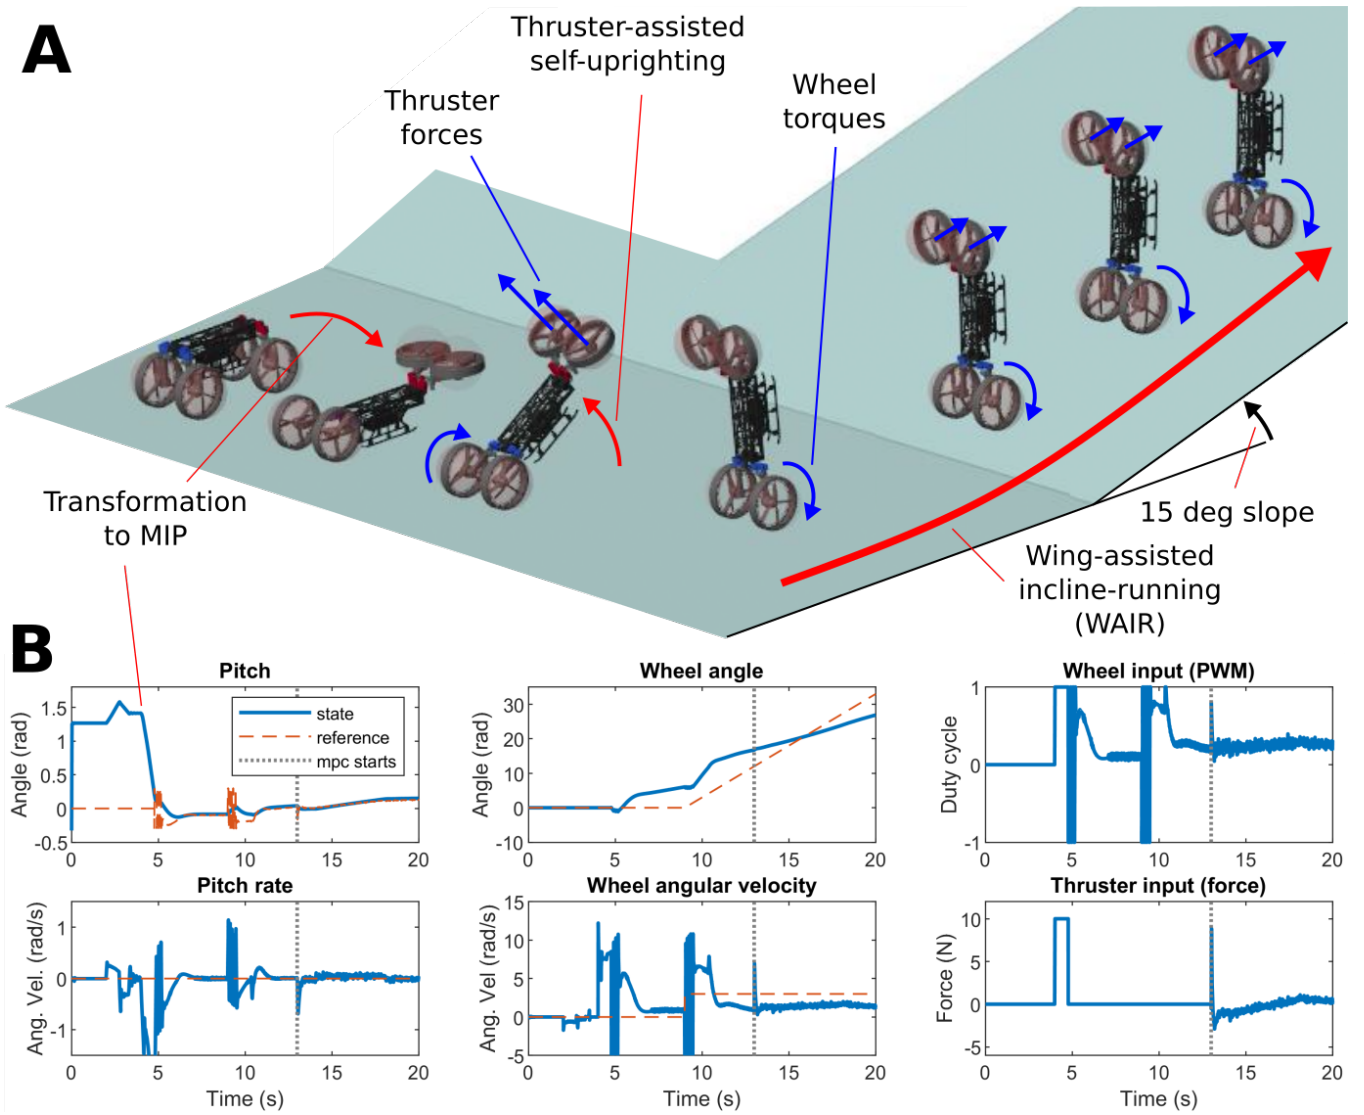 A
Thruster-assisted
self-uprighting
Thruster
forces
Wheel
torques
Transformation
to MIP
15 deg slope
Wing-assisted
incline-running
(WAIR)
B
Pitch
Angle (rad)
1.5
1
0.5
0
-0.5
0 5 10 15 20
state
reference
mpc starts
Wheel angle
Angle (rad)
30
20
10
0
-10
0 5 10 15 20
Wheel input (PWM)
Duty cycle
1
0
-1
0 5 10 15 20
Pitch rate
Ang. Vel. (rad/s)
1
0
-1
0 5 10 15 20
Time (s)
Wheel angular velocity
Ang. Vel (rad/s)
15
10
5
0
-5
0 5 10 15 20
Time (s)
Thruster input (force)
Force (N)
10
5
0
-5
0 5 10 15 20
Time (s)